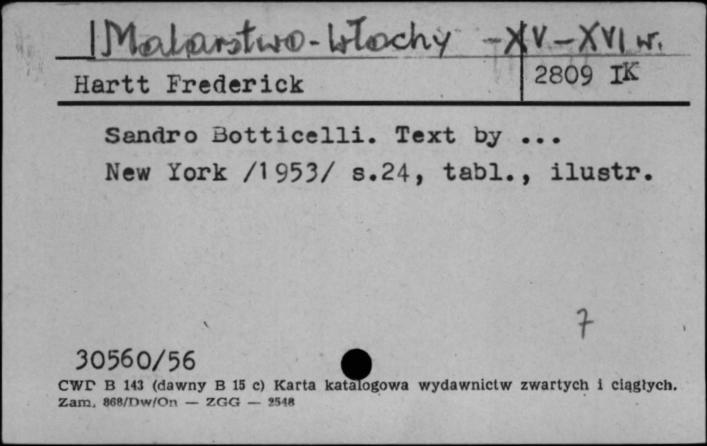 Malarstwo - Włochy - XV - XVI w.
Hartt Frederick 2809 IK
Sandro Botticelli. Text by ...
New York /1953/ s.24, tabl., ilustr.
7
30560/56
CWD B 143 (dawny B 15 c) Karta katalogowa wydawnictw zwartych i ciągłych.
Zam. 868/Dw/On — ZGG — 2548